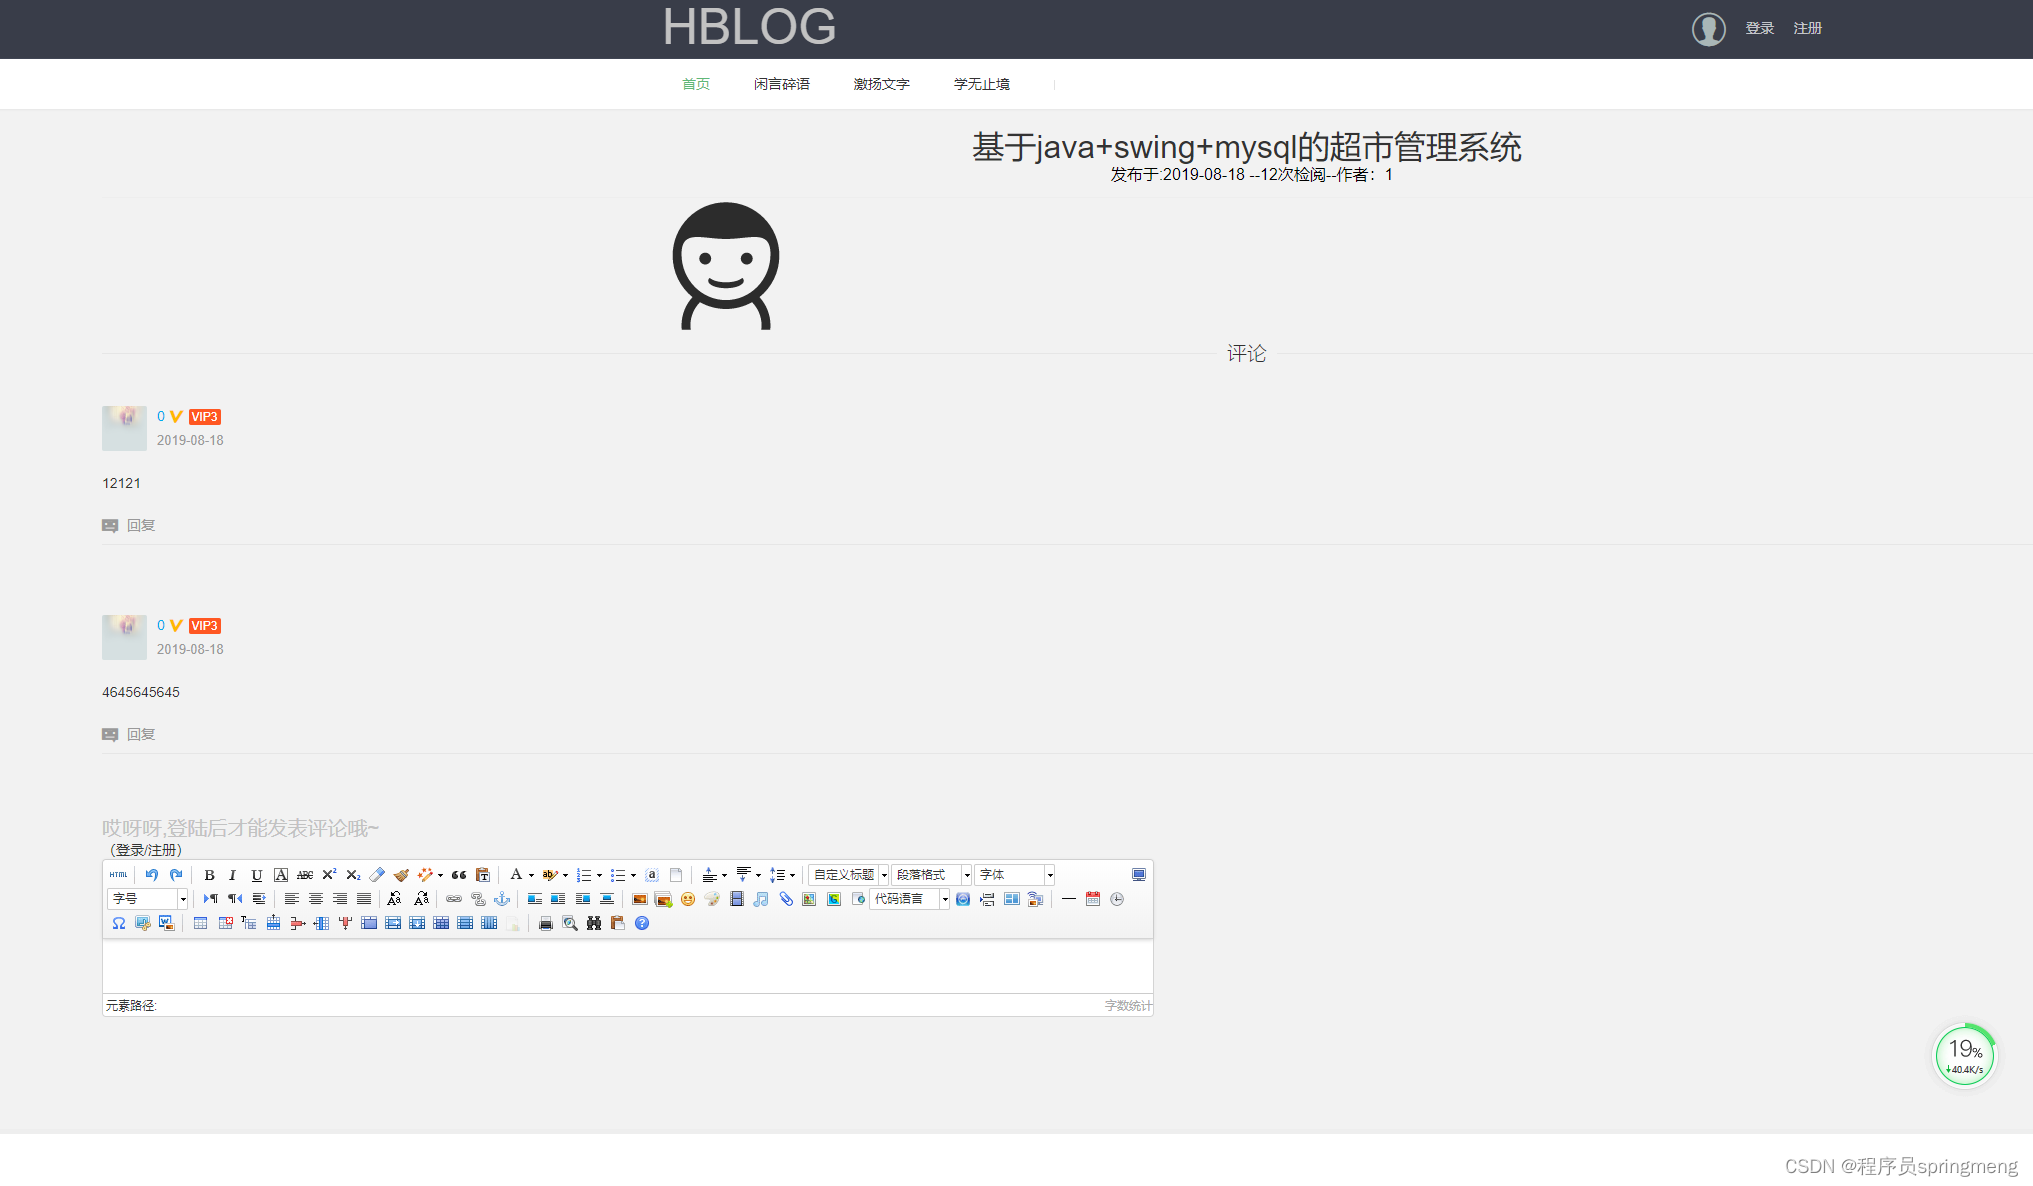 HBLOG
登录 注册
首页 闲言碎语 激扬文字 学无止境
基于java+swing+mysql的超市管理系统
发布于:2019-08-18 --12次检阅--作者：1
评论
0 VIP3
2019-08-18
12121
回复
0 VIP3
2019-08-18
4645645645
回复
哎呀呀,登陆后才能发表评论哦~
（登录/注册）
HTML B I U A ABC X² X₂ A 自定义标题 段落格式 字体
字号 代码语言
元素路径: 字数统计
19%
↓40.4K/s
CSDN @程序员springmeng